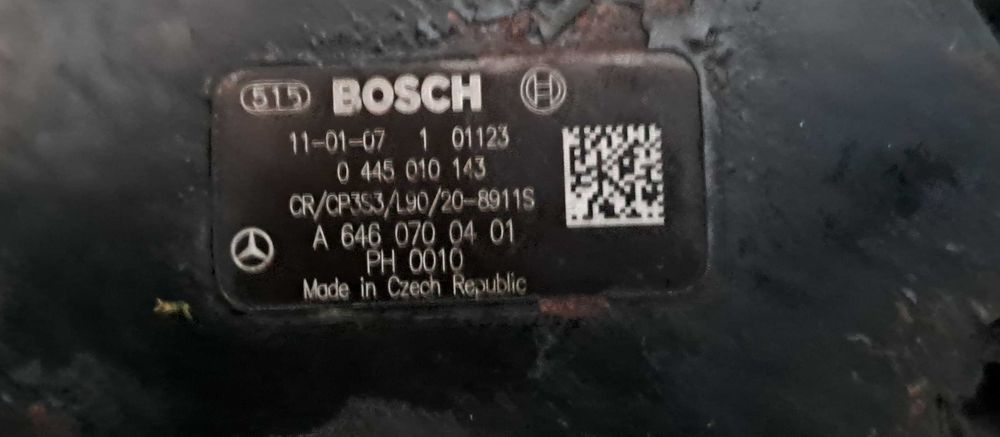 515 BOSCH
11-01-07 1 01123
0 445 010 143
CR/CP3S3/L90/20-8911S
A 646 070 04 01
PH 0010
Made in Czech Republic